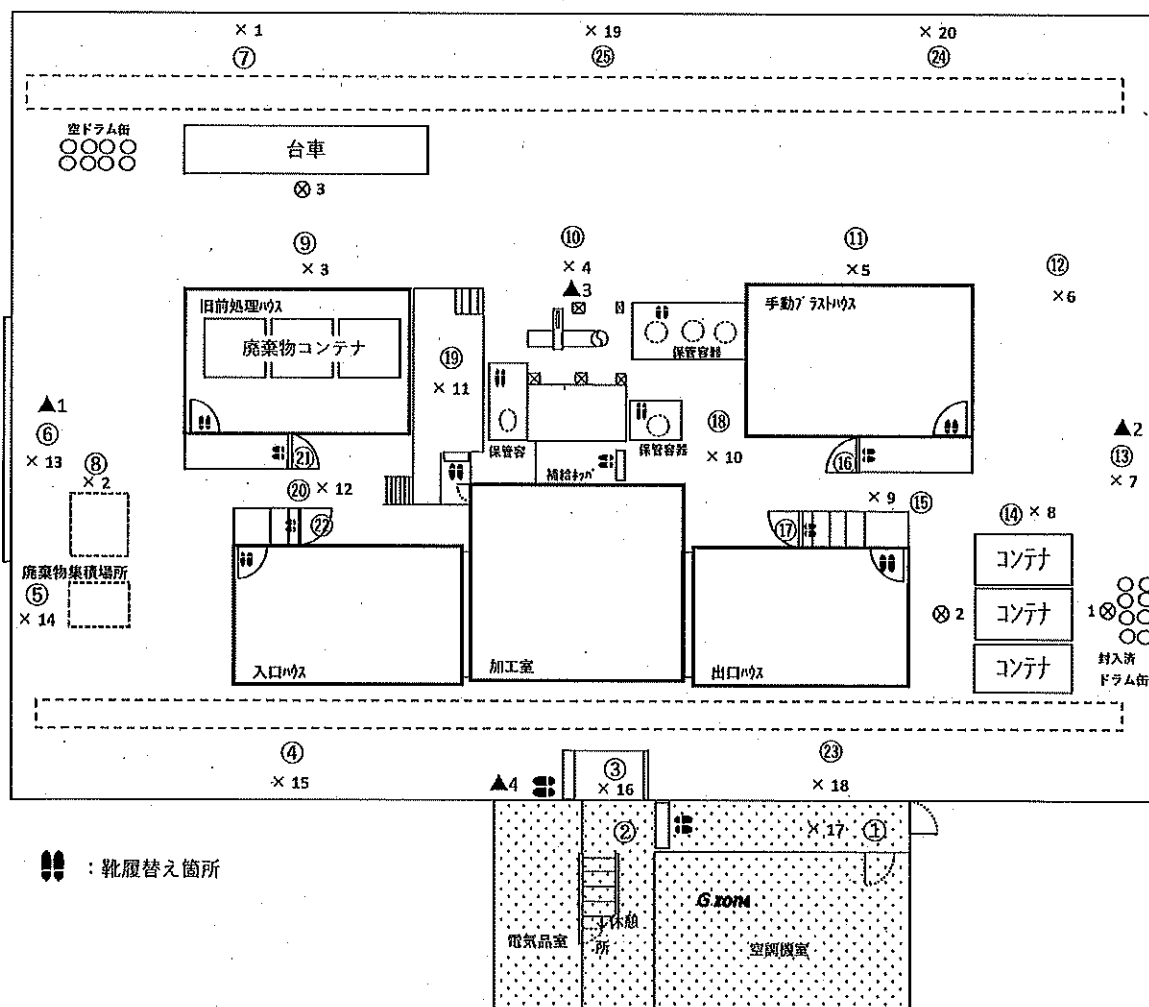 × 1
× 19
× 20
⑦
㉕
㉔
空ドラム缶
台車
⊗ 3
⑨
⑩
⑪
⑫
× 3
× 4
× 5
× 6
▲3
旧前処理ハウス
手動ブラストハウス
廃棄物コンテナ
保管容器
⑲
× 11
▲1
⑥
× 13
⑧
× 2
⑱
× 10
▲2
⑬
× 7
㉑
保管容
保管容器
補給キッパ
⑯
⑳
× 12
× 9
⑮
⑭
× 8
㉒
⑰
コンテナ
コンテナ
コンテナ
廃棄物集積場所
⑤
× 14
⊗ 2
1 ⊗
封入済
ドラム缶
入口ハウス
加工室
出口ハウス
④
× 15
▲4
③
× 16
㉓
× 18
②
× 17
①
:靴履替え箇所
G zone
電気品室
休憩
所
空調機室